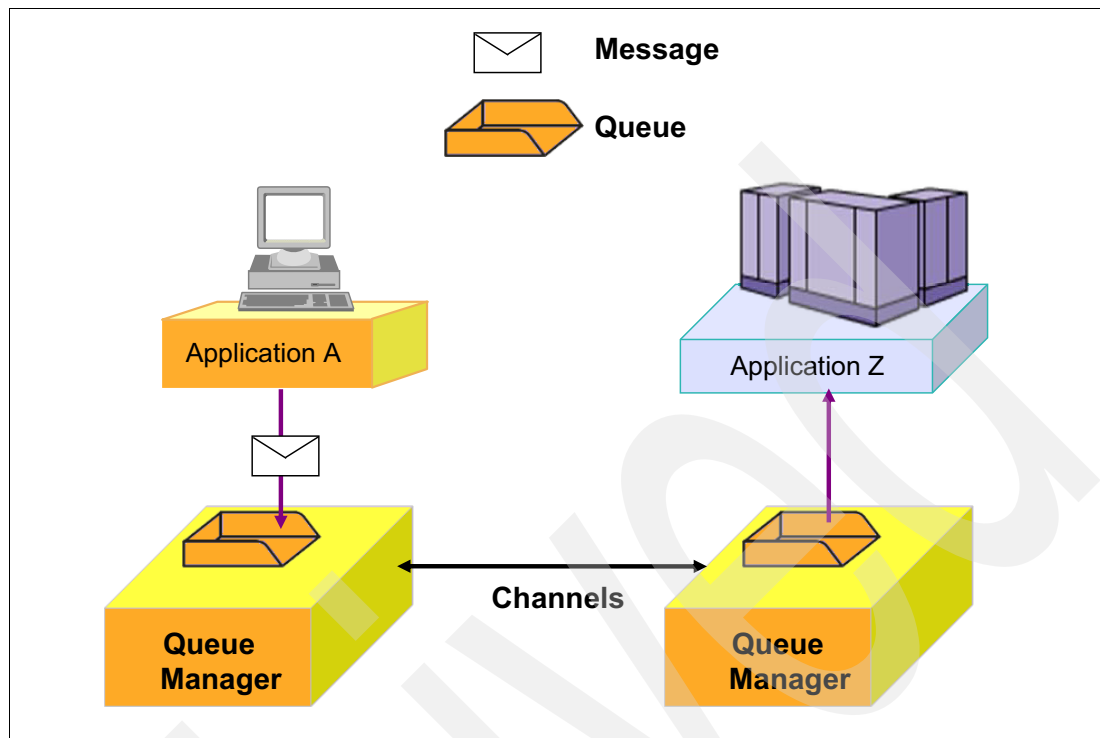 Message
Queue
Application A
Application Z
Channels
Queue
Manager
Queue
Manager